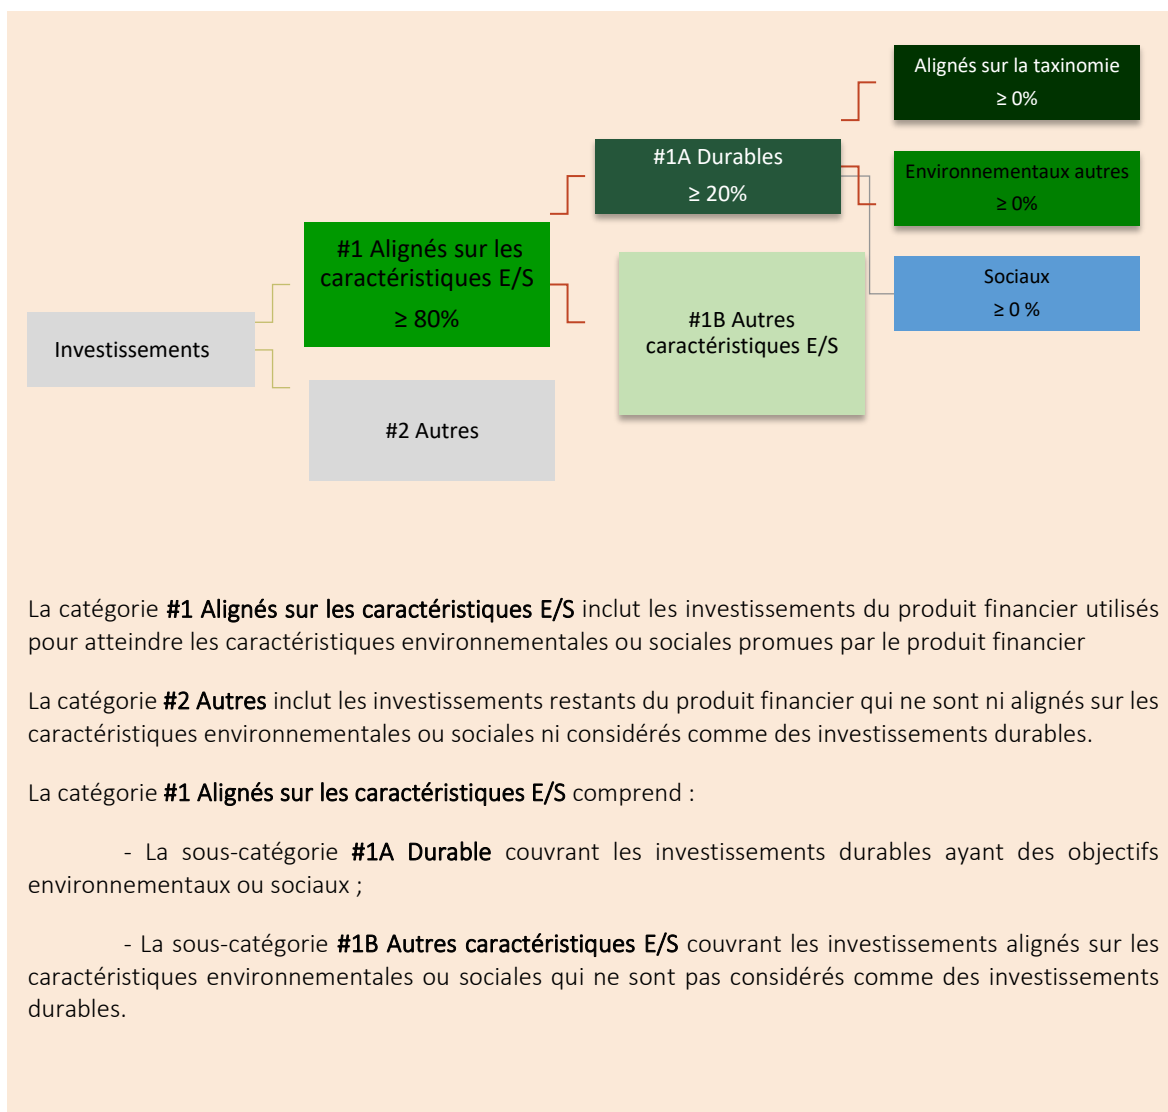 Investissements
#1 Alignés sur les
caractéristiques E/S
≥ 80%
#2 Autres
#1A Durables
≥ 20%
#1B Autres
caractéristiques E/S
Alignés sur la taxinomie
≥ 0%
Environnementaux autres
≥ 0%
Sociaux
≥ 0 %
La catégorie #1 Alignés sur les caractéristiques E/S inclut les investissements du produit financier utilisés
pour atteindre les caractéristiques environnementales ou sociales promues par le produit financier
La catégorie #2 Autres inclut les investissements restants du produit financier qui ne sont ni alignés sur les
caractéristiques environnementales ou sociales ni considérés comme des investissements durables.
La catégorie #1 Alignés sur les caractéristiques E/S comprend :
- La sous-catégorie #1A Durable couvrant les investissements durables ayant des objectifs
environnementaux ou sociaux ;
- La sous-catégorie #1B Autres caractéristiques E/S couvrant les investissements alignés sur les
caractéristiques environnementales ou sociales qui ne sont pas considérés comme des investissements
durables.